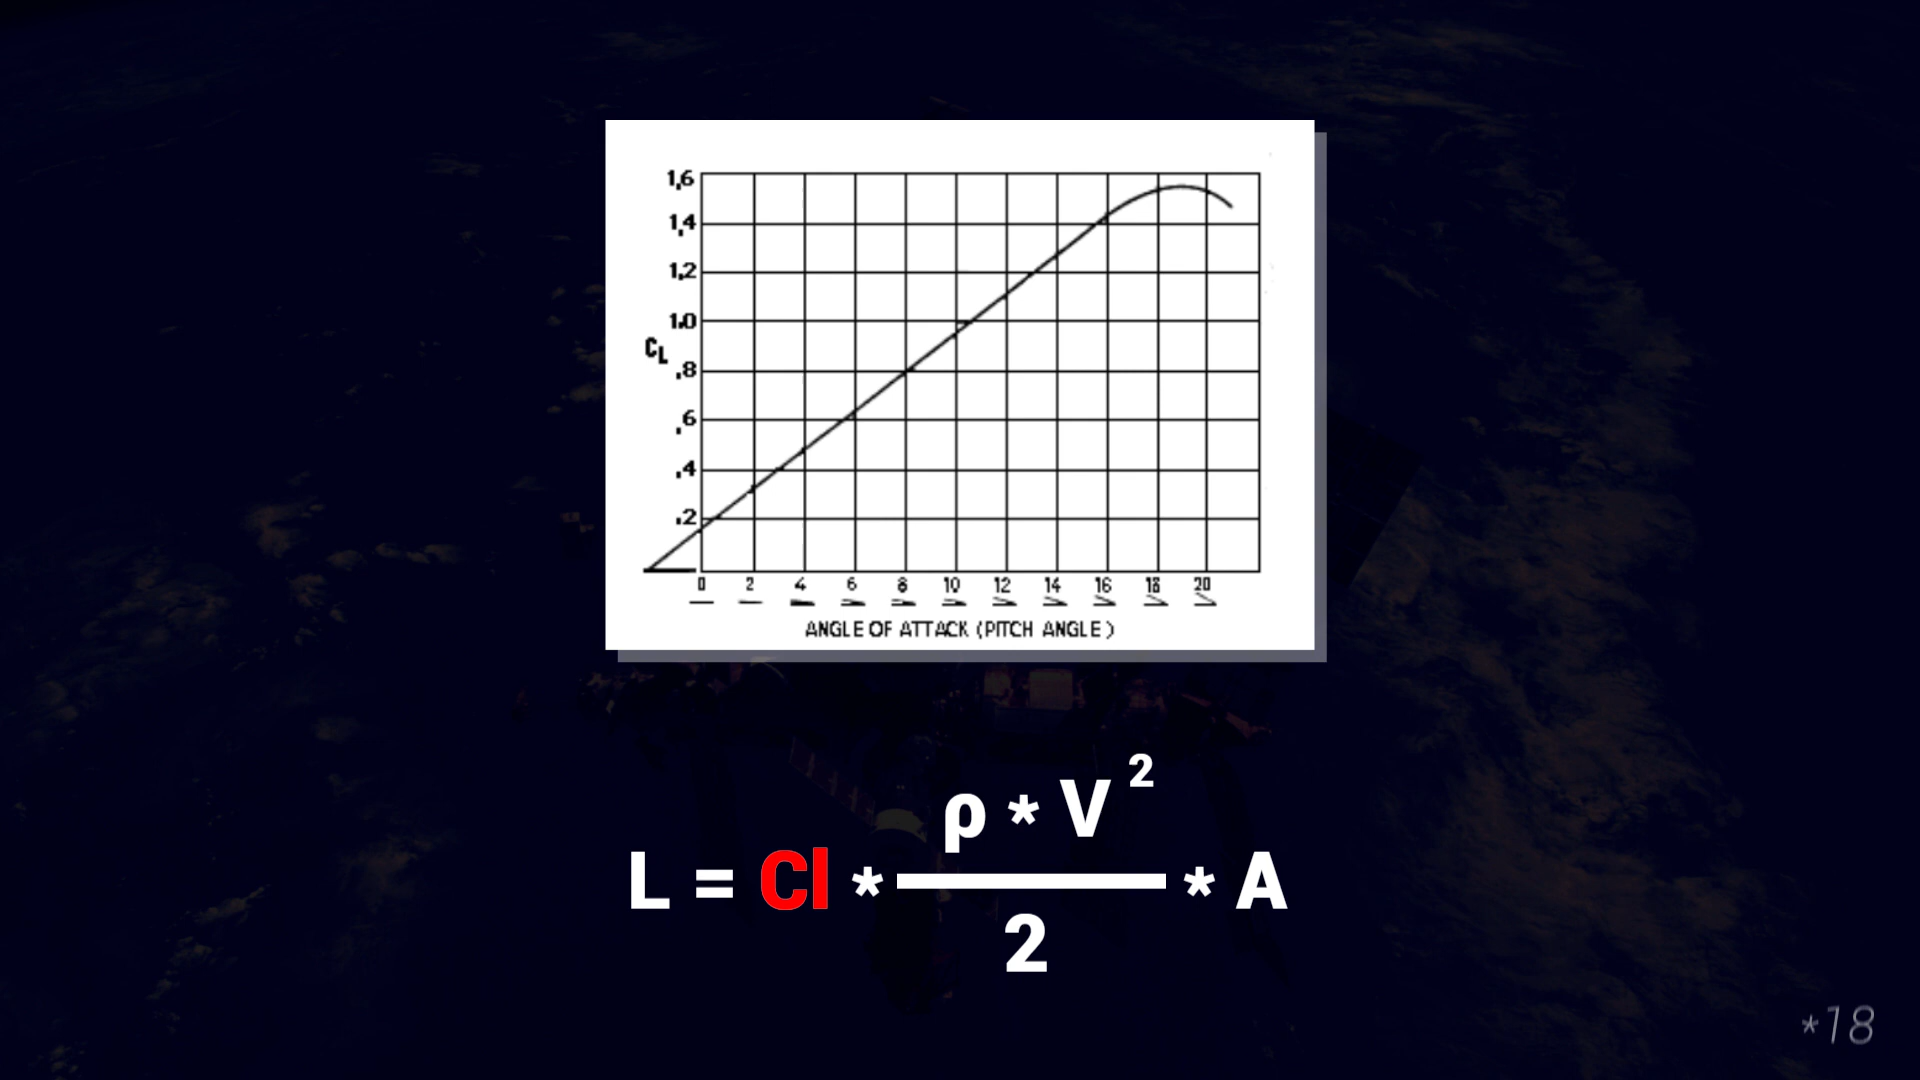 1,6
1,4
1,2
1.0
CL
.8
.6
.4
.2
0 2 4 6 8 10 12 14 16 18 20
ANGLE OF ATTACK (PITCH ANGLE)
L = Cl * ρ * V 2 / 2 * A
*18